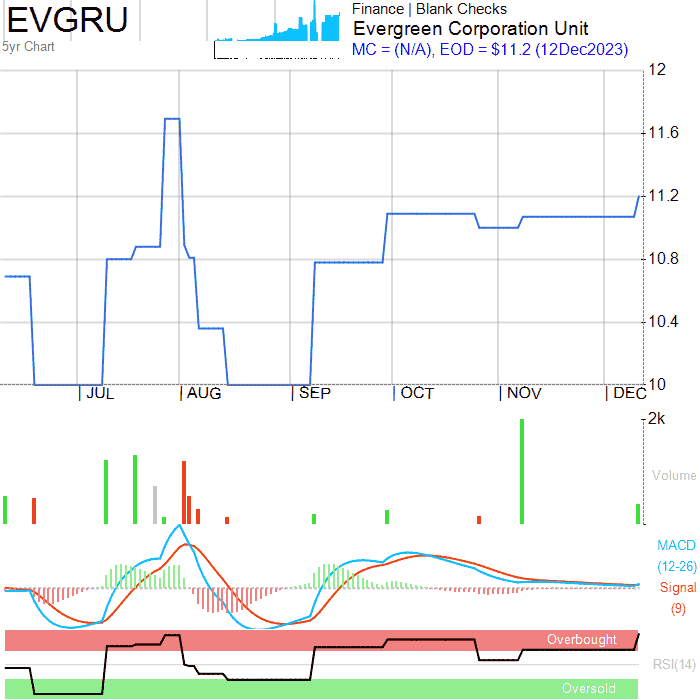 EVGRU
5yr Chart
Finance | Blank Checks
Evergreen Corporation Unit
MC = (N/A), EOD = $11.2 (12Dec2023)
12
11.6
11.2
10.8
10.4
10
JUL AUG SEP OCT NOV DEC
2k
Volume
MACD
(12-26)
Signal
(9)
Overbought
RSI(14)
Oversold